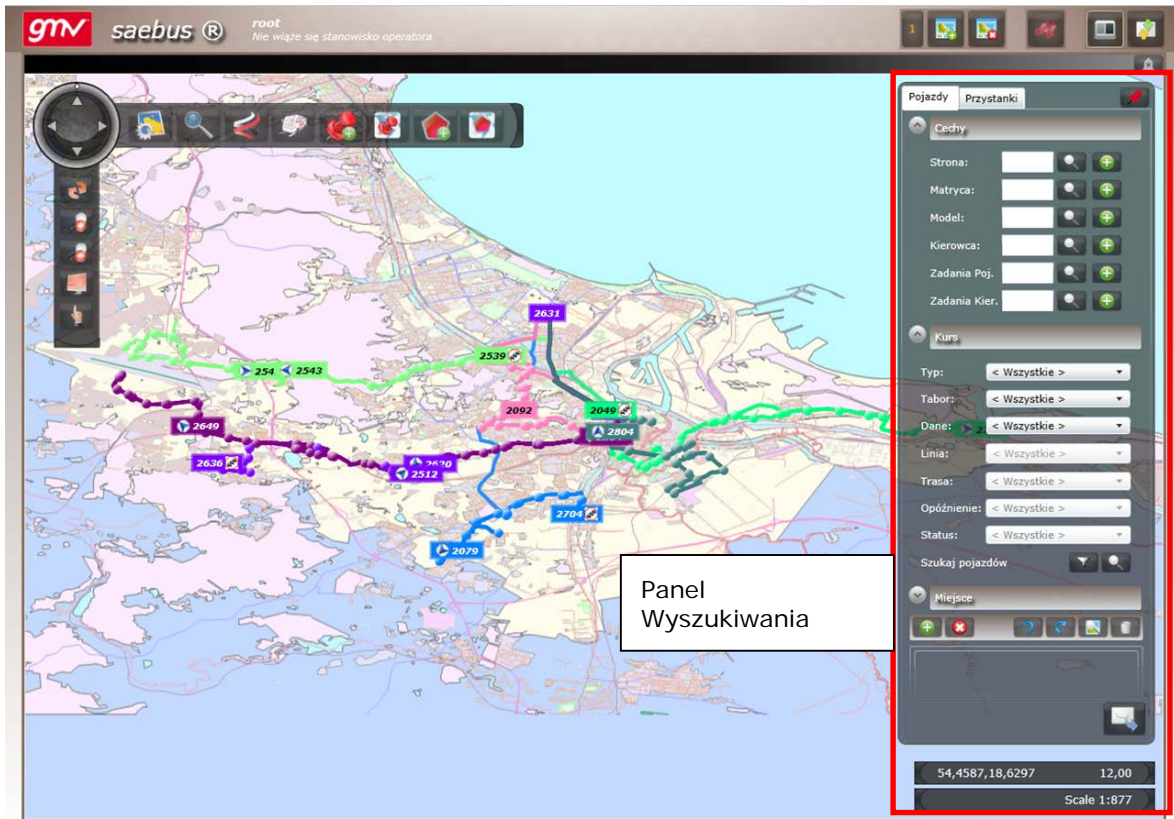 gmv saebus ® root
Nie wiąże się stanowisko operatora
1
Pojazdy Przystanki
Cechy
Strona:
Matryca:
Model:
Kierowca:
Zadania Poj.
Zadania Kier.
Kurs
Typ: < Wszystkie >
Tabor: < Wszystkie >
Dane: < Wszystkie >
Linia: < Wszystkie >
Trasa: < Wszystkie >
Opóźnienie: < Wszystkie >
Status: < Wszystkie >
Szukaj pojazdów
Miejsce
2631
2539
254 2543
2092 2049
2649 2804
2636 2620
2512
2704
2079
Panel
Wyszukiwania
54,4587,18,6297 12,00
Scale 1:877